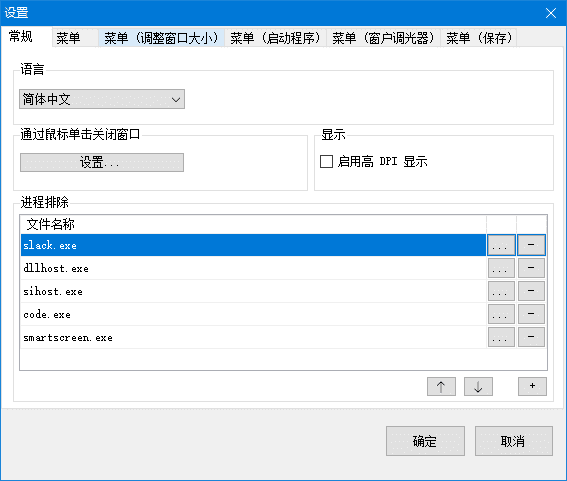 设置
常规 菜单 菜单（调整窗口大小） 菜单（启动程序） 菜单（窗户调光器） 菜单（保存）
语言
简体中文
通过鼠标单击关闭窗口 显示
设置... 启用高 DPI 显示
进程排除
文件名称
slack.exe ... −
dllhost.exe ... −
sihost.exe ... −
code.exe ... −
smartscreen.exe ... −
↑ ↓ +
确定 取消